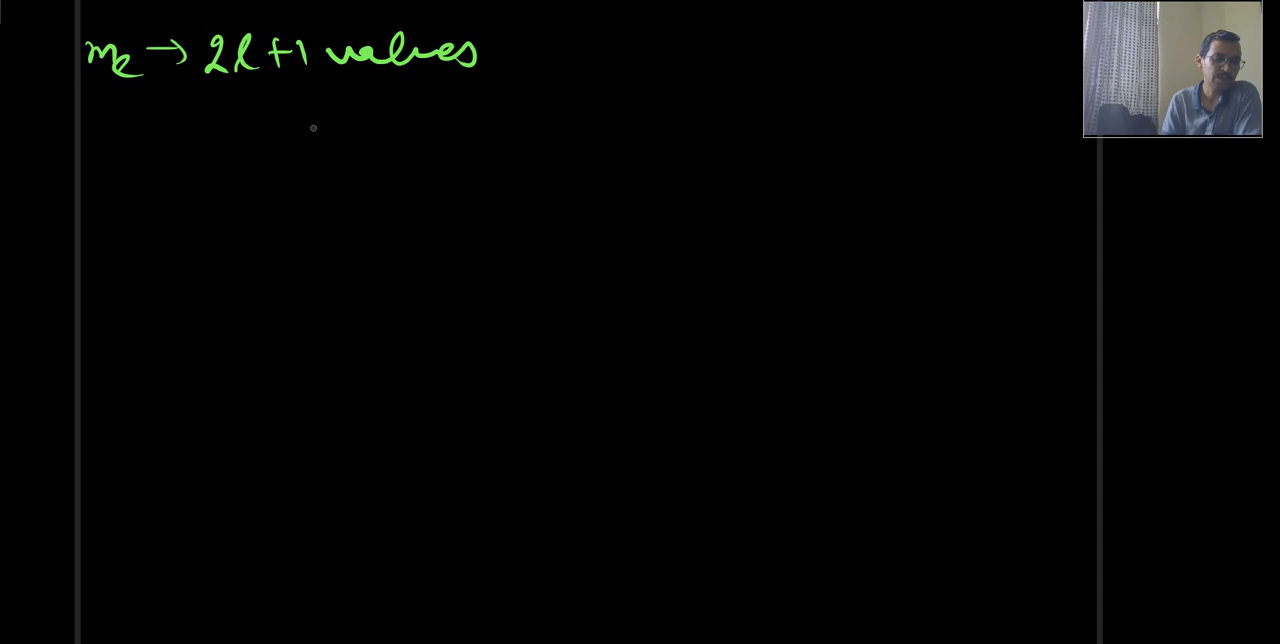 mₗ → 2l+1 values